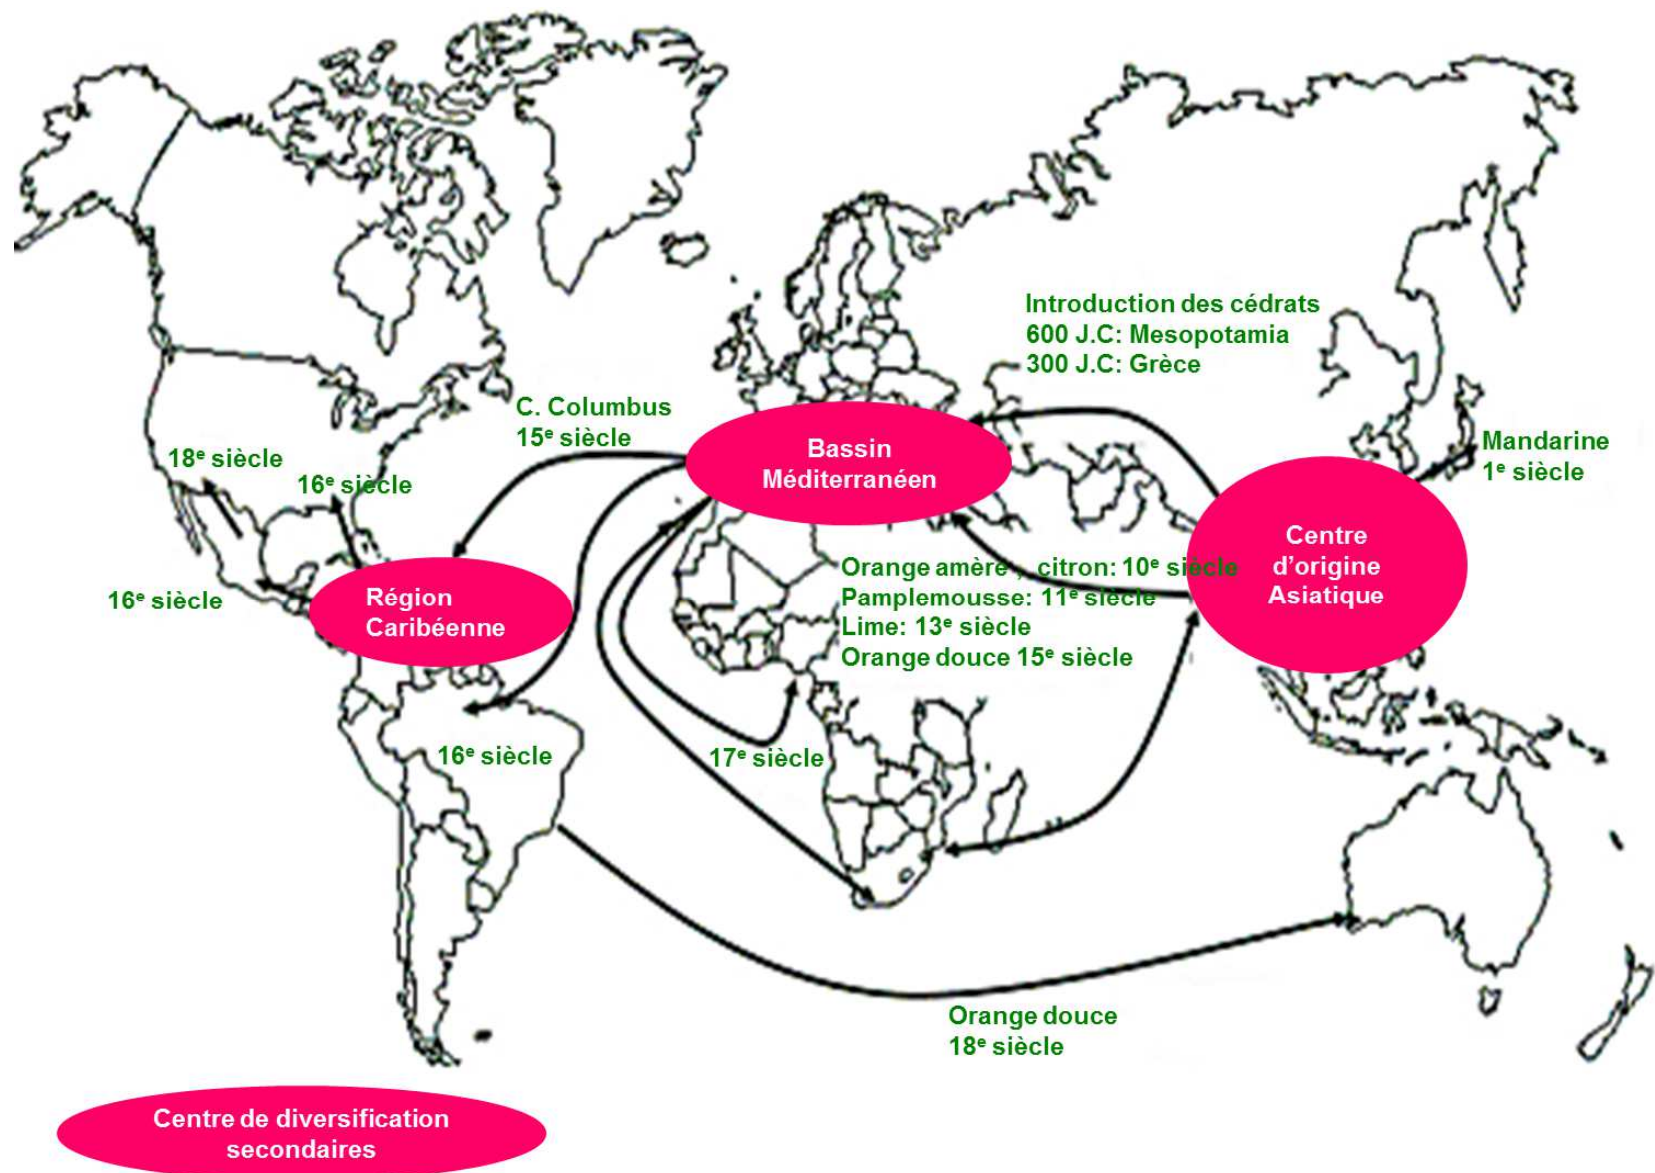 Introduction des cédrats
600 J.C: Mesopotamia
300 J.C: Grèce
C. Columbus
15e siècle
Bassin
Méditerranéen
Mandarine
1e siècle
18e siècle
16e siècle
Centre
d'origine
Asiatique
Orange amère , citron: 10e siècle
Pamplemousse: 11e siècle
Lime: 13e siècle
Orange douce 15e siècle
16e siècle
Région
Caribéenne
16e siècle
17e siècle
Orange douce
18e siècle
Centre de diversification
secondaires